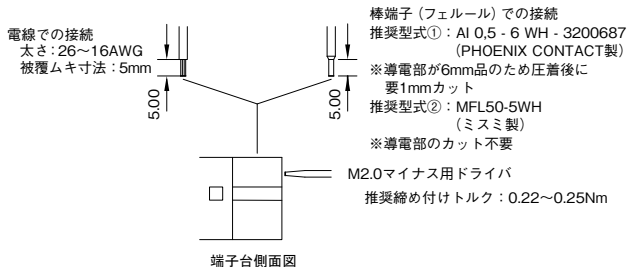 電線での接続
太さ：26～16AWG
被覆ムキ寸法：5mm
5.00
5.00
棒端子（フェルール）での接続
推奨型式①：AI 0,5 - 6 WH - 3200687
（PHOENIX CONTACT製）
※導電部が6mm品のため圧着後に
要1mmカット
推奨型式②：MFL50-5WH
（ミスミ製）
※導電部のカット不要
M2.0マイナス用ドライバ
推奨締め付けトルク：0.22～0.25Nm
端子台側面図